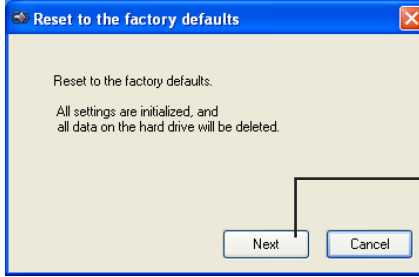 Reset to the factory defaults
Reset to the factory defaults.
All settings are initialized, and
all data on the hard drive will be deleted.
Next Cancel